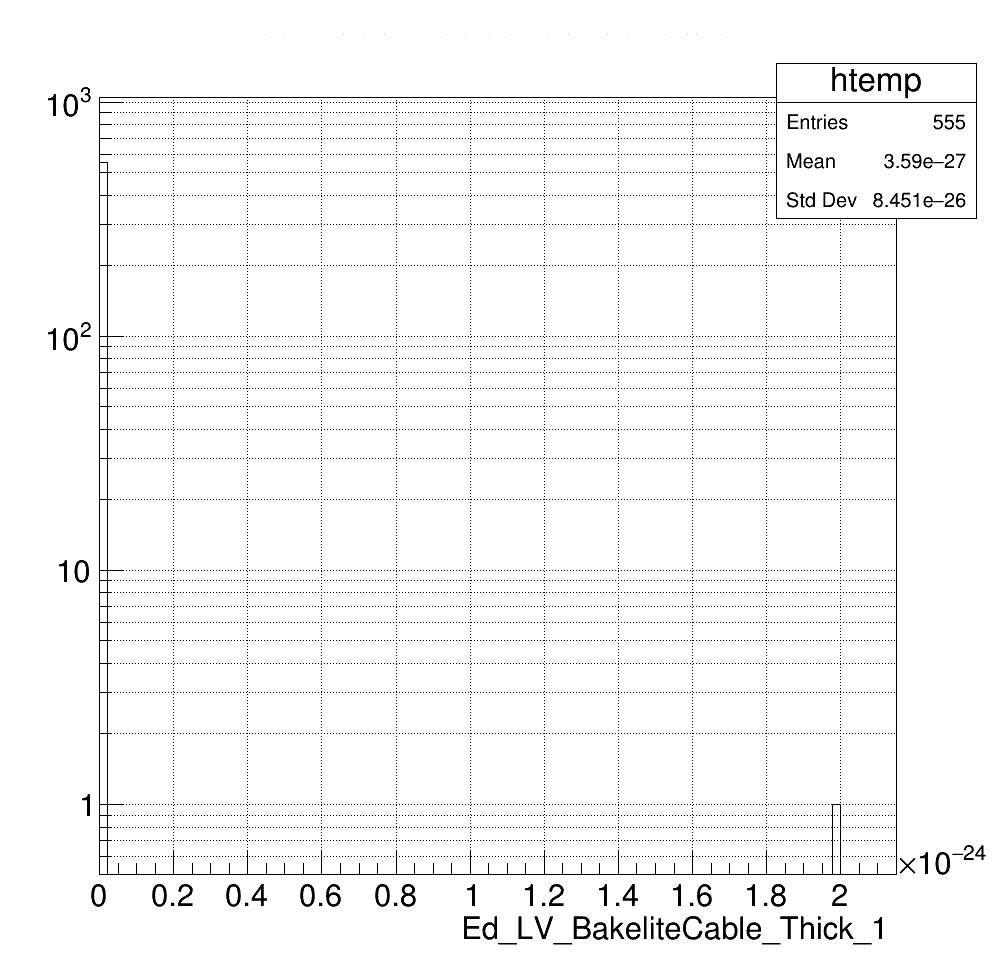 htemp
Entries 555
Mean 3.59e−27
Std Dev 8.451e−26
10³
10²
10
1
0 0.2 0.4 0.6 0.8 1 1.2 1.4 1.6 1.8 2
×10⁻²⁴
Ed_LV_BakeliteCable_Thick_1